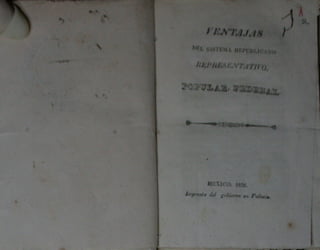 VENTAJAS
DEL SISTEMA REPUBLICANO
REPRESENTATIVO,
POPULAR, FEDERAL.
MEXICO
Imprenta del gobierno en Palacio.